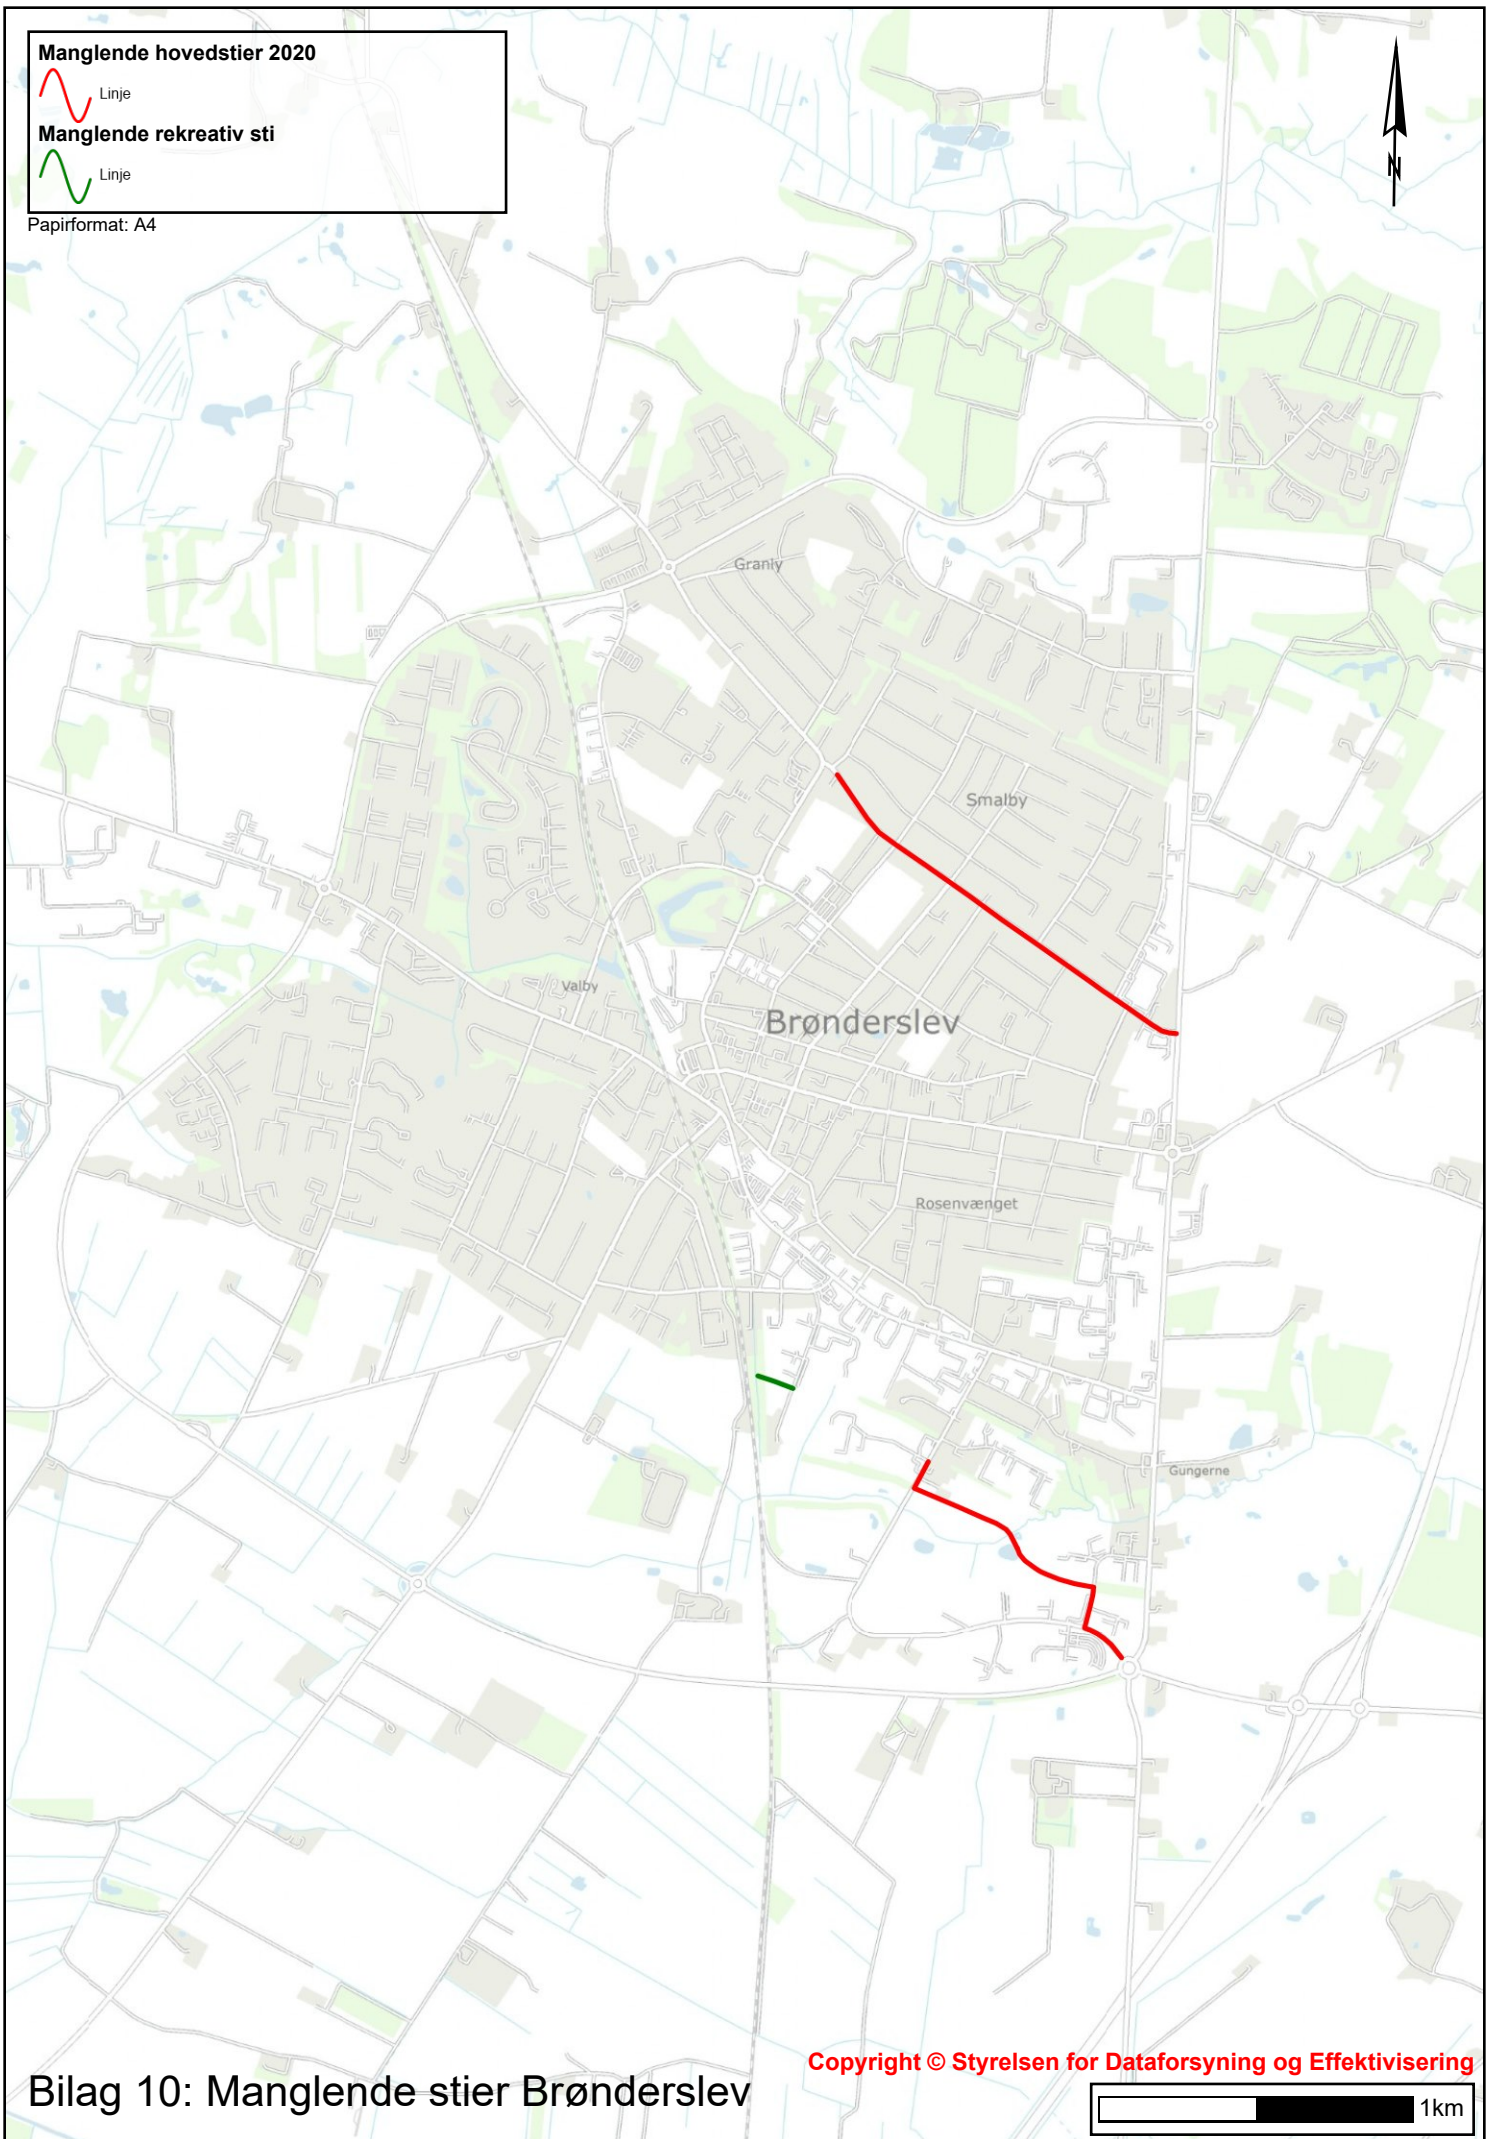 Manglende hovedstier 2020
Linje
Manglende rekreativ sti
Linje
Papirformat: A4
N
Granly
Smalby
Valby
Brønderslev
Rosenvænget
Gungerne
Copyright © Styrelsen for Dataforsyning og Effektivisering
Bilag 10: Manglende stier Brønderslev
1km